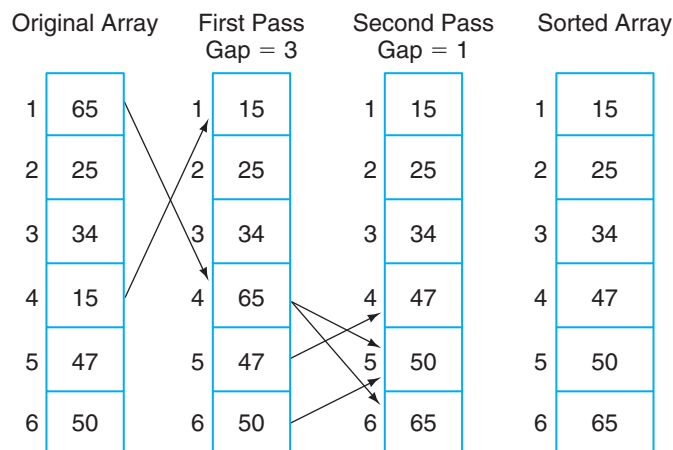 Original Array First Pass Second Pass Sorted Array
Gap = 3 Gap = 1
1 65 1 15 1 15 1 15
2 25 2 25 2 25 2 25
3 34 3 34 3 34 3 34
4 15 4 65 4 47 4 47
5 47 5 47 5 50 5 50
6 50 6 50 6 65 6 65